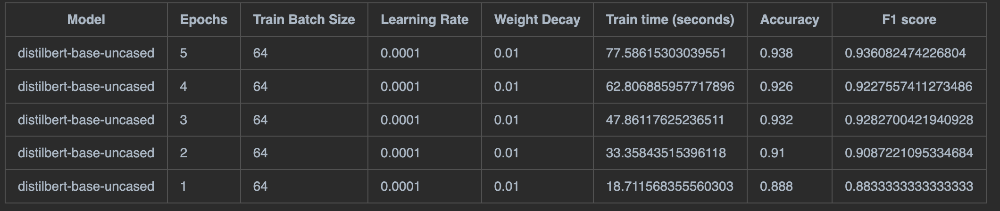 Model Epochs Train Batch Size Learning Rate Weight Decay Train time (seconds) Accuracy F1 score
distilbert-base-uncased 5 64 0.0001 0.01 77.58615303039551 0.938 0.936082474226804
distilbert-base-uncased 4 64 0.0001 0.01 62.806885957717896 0.926 0.9227557411273486
distilbert-base-uncased 3 64 0.0001 0.01 47.86117625236511 0.932 0.9282700421940928
distilbert-base-uncased 2 64 0.0001 0.01 33.35843515396118 0.91 0.9087221095334684
distilbert-base-uncased 1 64 0.0001 0.01 18.711568355560303 0.888 0.8833333333333333